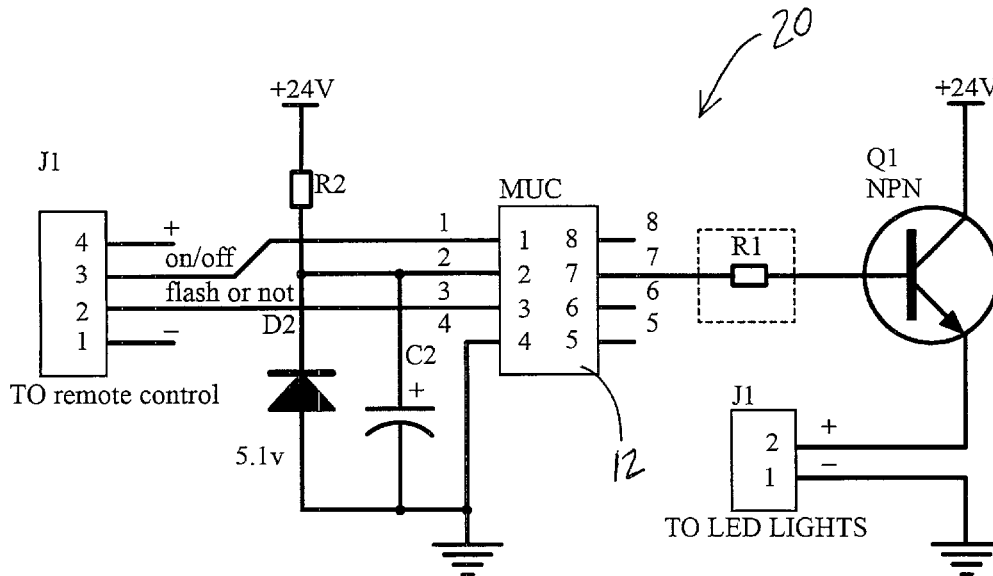 20
+24V
+24V
J1
Q1
NPN
R2
MUC
4 +
3 on/off
2 flash or not
1 −
TO remote control
1
2
3
4
1 8
2 7
3 6
4 5
8
7
6
5
R1
D2
C2
+
5.1v
12
J1
2 +
1 −
TO LED LIGHTS